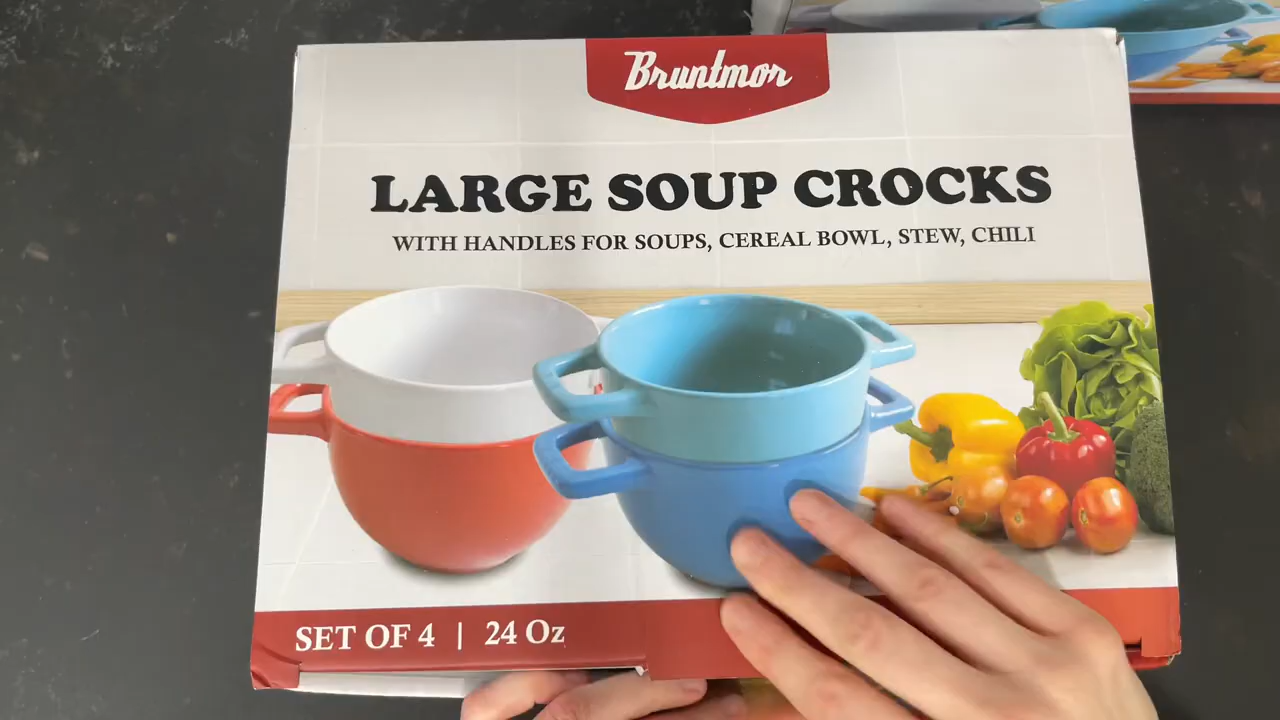 Bruntmor
LARGE SOUP CROCKS
WITH HANDLES FOR SOUPS, CEREAL BOWL, STEW, CHILI
SET OF 4 | 24 Oz